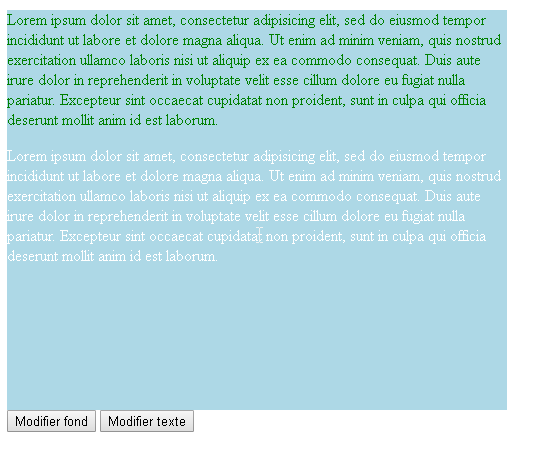 Lorem ipsum dolor sit amet, consectetur adipisicing elit, sed do eiusmod tempor
incididunt ut labore et dolore magna aliqua. Ut enim ad minim veniam, quis nostrud
exercitation ullamco laboris nisi ut aliquip ex ea commodo consequat. Duis aute
irure dolor in reprehenderit in voluptate velit esse cillum dolore eu fugiat nulla
pariatur. Excepteur sint occaecat cupidatat non proident, sunt in culpa qui officia
deserunt mollit anim id est laborum.
Lorem ipsum dolor sit amet, consectetur adipisicing elit, sed do eiusmod tempor
incididunt ut labore et dolore magna aliqua. Ut enim ad minim veniam, quis nostrud
exercitation ullamco laboris nisi ut aliquip ex ea commodo consequat. Duis aute
irure dolor in reprehenderit in voluptate velit esse cillum dolore eu fugiat nulla
pariatur. Excepteur sint occaecat cupidatat non proident, sunt in culpa qui officia
deserunt mollit anim id est laborum.
Modifier fond Modifier texte